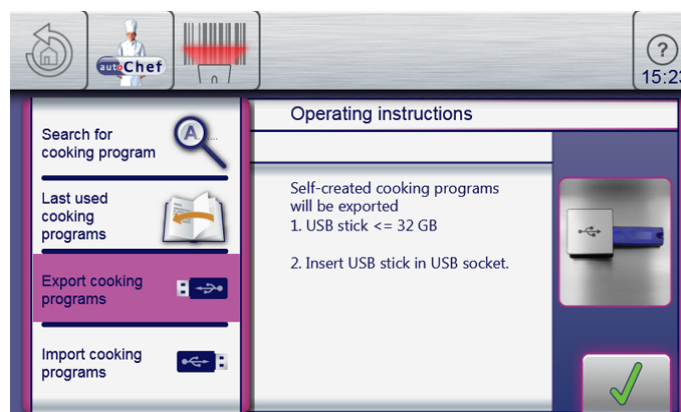 autoChef
?
15:23
Operating instructions
Search for
cooking program
A
Last used
cooking
programs
Export cooking
programs
Import cooking
programs
Self-created cooking programs
will be exported
1. USB stick <= 32 GB
2. Insert USB stick in USB socket.